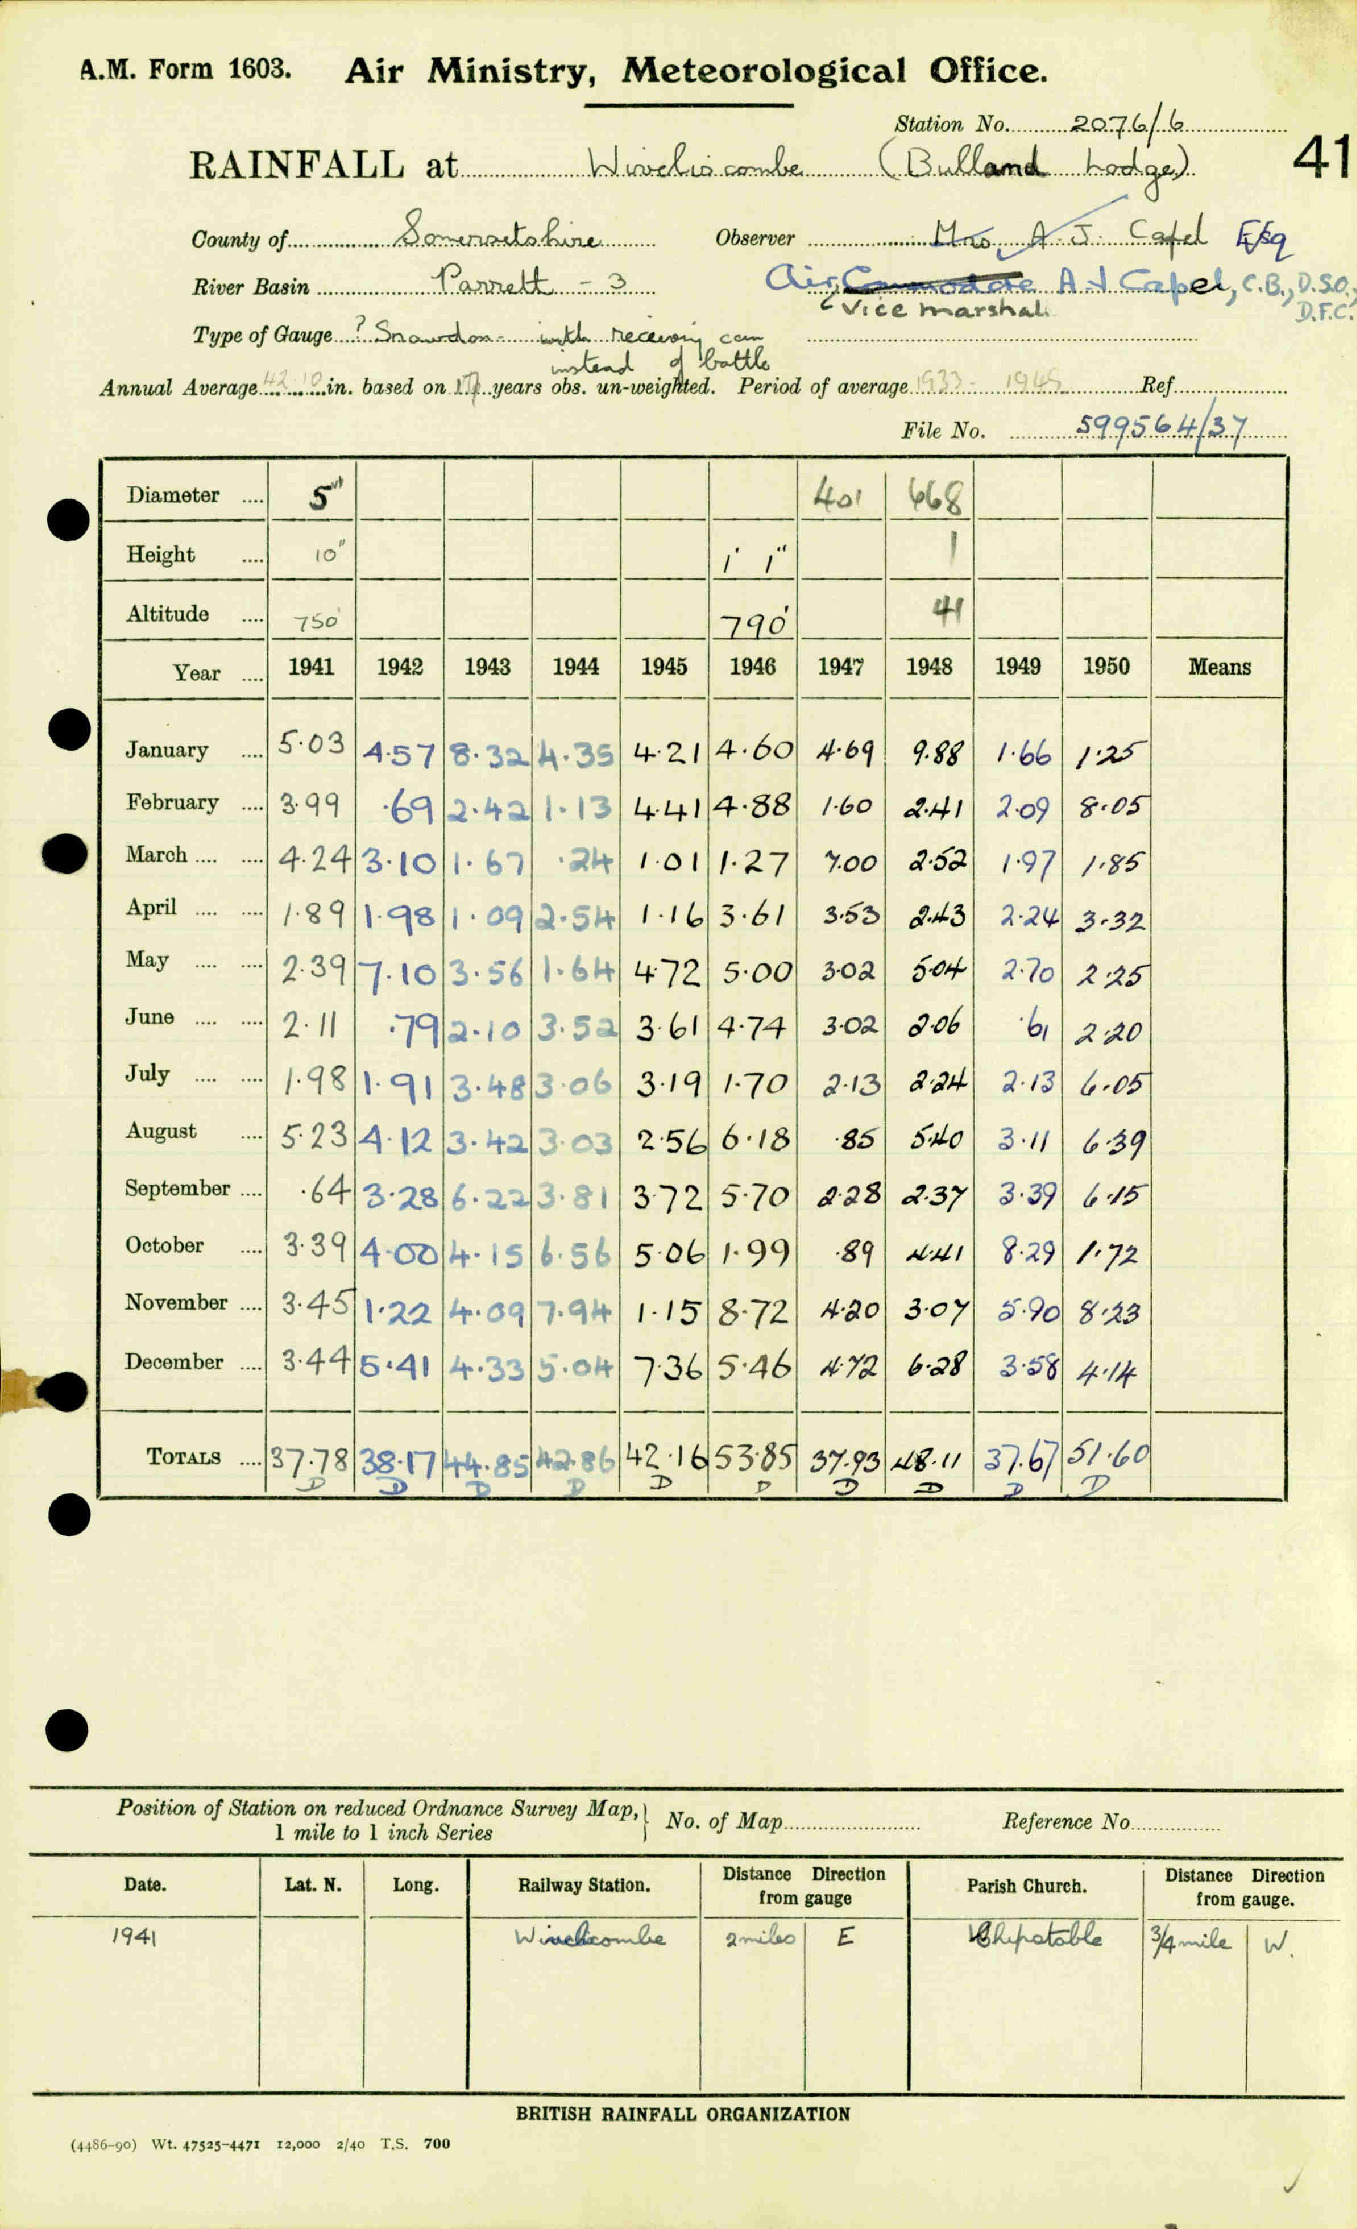 A.M. Form 1603. Air Ministry, Meteorological Office.
Station No. 2076/6
RAINFALL at Wiveliscombe (Bulland Lodge) 41
County of Somersetshire Observer Mrs. A. J. Capel Esq
River Basin Parrett - 3 Air Commodore A J Capel, C.B., D.S.O.,
Vice Marshal D.F.C.
Type of Gauge ? Snowdon - with receiving can
instead of bottle
Annual Average 42.10 in. based on 17 years obs. un-weighted. Period of average 1933 - 1949 Ref
File No. 599564/37
Diameter 5" 401 668
Height 10" 1' 1" 1
Altitude 750' 790' 41
Year 1941 1942 1943 1944 1945 1946 1947 1948 1949 1950 Means
January 5.03 4.57 8.32 4.35 4.21 4.60 4.69 9.88 1.66 1.25
February 3.99 .69 2.42 1.13 4.41 4.88 1.60 2.41 2.09 8.05
March 4.24 3.10 1.67 .24 1.01 1.27 7.00 2.52 1.97 1.85
April 1.89 1.98 1.09 2.54 1.16 3.61 3.53 2.43 2.24 3.32
May 2.39 7.10 3.56 1.64 4.72 5.00 3.02 5.04 2.70 2.25
June 2.11 .79 2.10 3.52 3.61 4.74 3.02 2.06 .61 2.20
July 1.98 1.91 3.48 3.06 3.19 1.70 2.13 2.24 2.13 6.05
August 5.23 4.12 3.42 3.03 2.56 6.18 .85 5.40 3.11 6.39
September .64 3.28 6.22 3.81 3.72 5.70 2.28 2.37 3.39 6.15
October 3.39 4.00 4.15 6.56 5.06 1.99 .89 4.41 8.29 1.72
November 3.45 1.22 4.09 7.94 1.15 8.72 4.20 3.07 5.90 8.23
December 3.44 5.41 4.33 5.04 7.36 5.46 4.72 6.28 3.58 4.14
TOTALS 37.78 38.17 44.85 42.86 42.16 53.85 37.93 48.11 37.67 51.60
D D D D D D D D D D
Position of Station on reduced Ordnance Survey Map, } No. of Map Reference No
1 mile to 1 inch Series
Date. Lat. N. Long. Railway Station. Distance Direction from gauge Parish Church. Distance Direction from gauge.
1941 Wiveliscombe 2 miles E Chipstable 3/4 mile W.
BRITISH RAINFALL ORGANIZATION
(4486-90) Wt. 47525-4471 12,000 2/40 T.S. 700